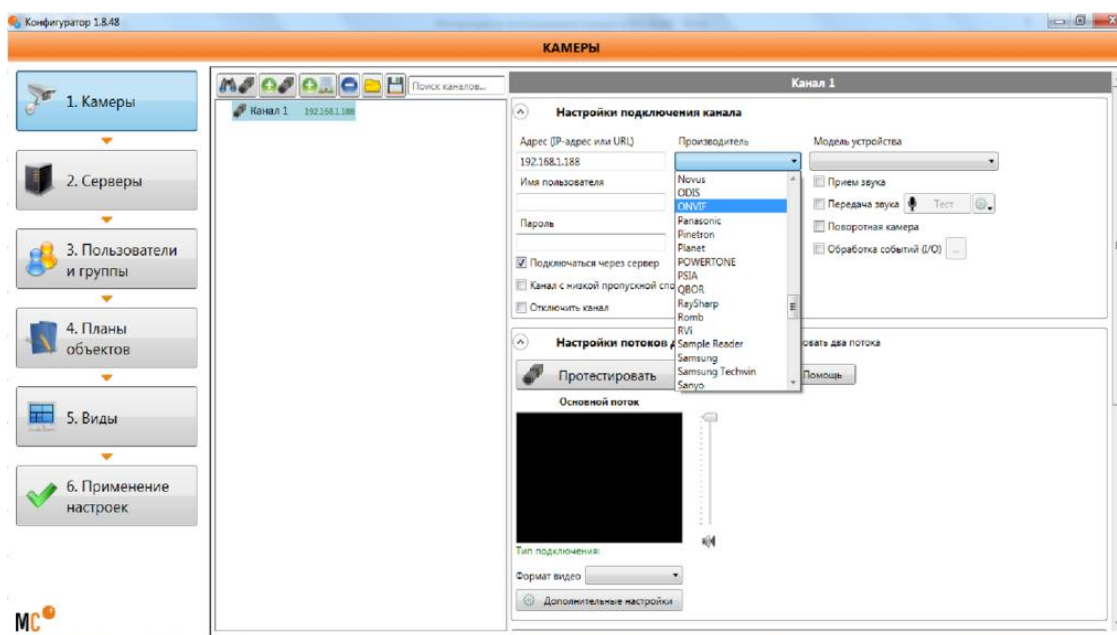 Конфигуратор 1.8.48
КАМЕРЫ
1. Камеры
2. Серверы
3. Пользователи
и группы
4. Планы
объектов
5. Виды
6. Применение
настроек
MC
Поиск каналов...
Канал 1 192.168.1.188
Канал 1
Настройки подключения канала
Адрес (IP-адрес или URL) Производитель Модель устройства
192.168.1.188
Имя пользователя
Пароль
Подключаться через сервер
Канал с низкой пропускной спо
Отключить канал
Novus
ODIS
ONVIF
Panasonic
Pinetron
Planet
POWERTONE
PSIA
QBOR
RaySharp
Romb
RVi
Sample Reader
Samsung
Samsung Techwin
Sanyo
Прием звука
Передача звука Тест
Поворотная камера
Обработка событий (I/O) ...
Настройки потоков д овать два потока
Протестировать Помощь
Основной поток
Тип подключения:
Формат видео
Дополнительные настройки